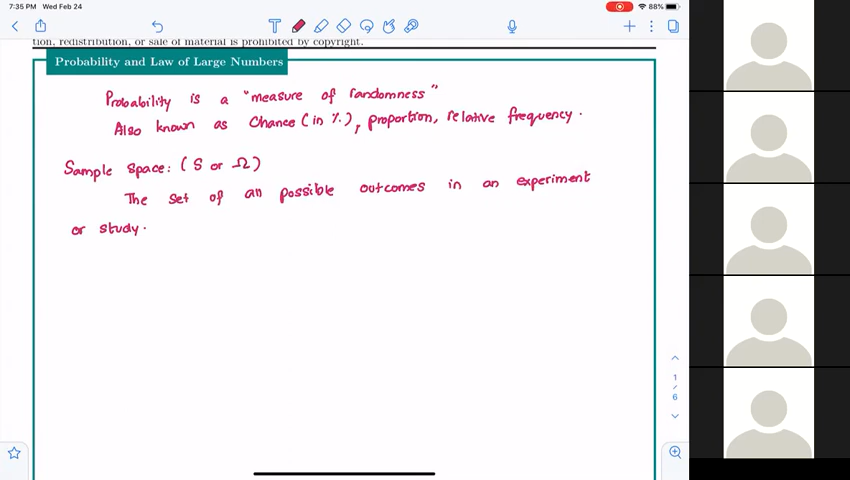 7:35 PM Wed Feb 24
88%
tion, redistribution, or sale of material is prohibited by copyright.
Probability and Law of Large Numbers
Probability is a "measure of randomness"
Also known as Chance (in %), proportion, relative frequency.
Sample Space: (S or Ω)
The set of all possible outcomes in an experiment
or study.
1
/
6